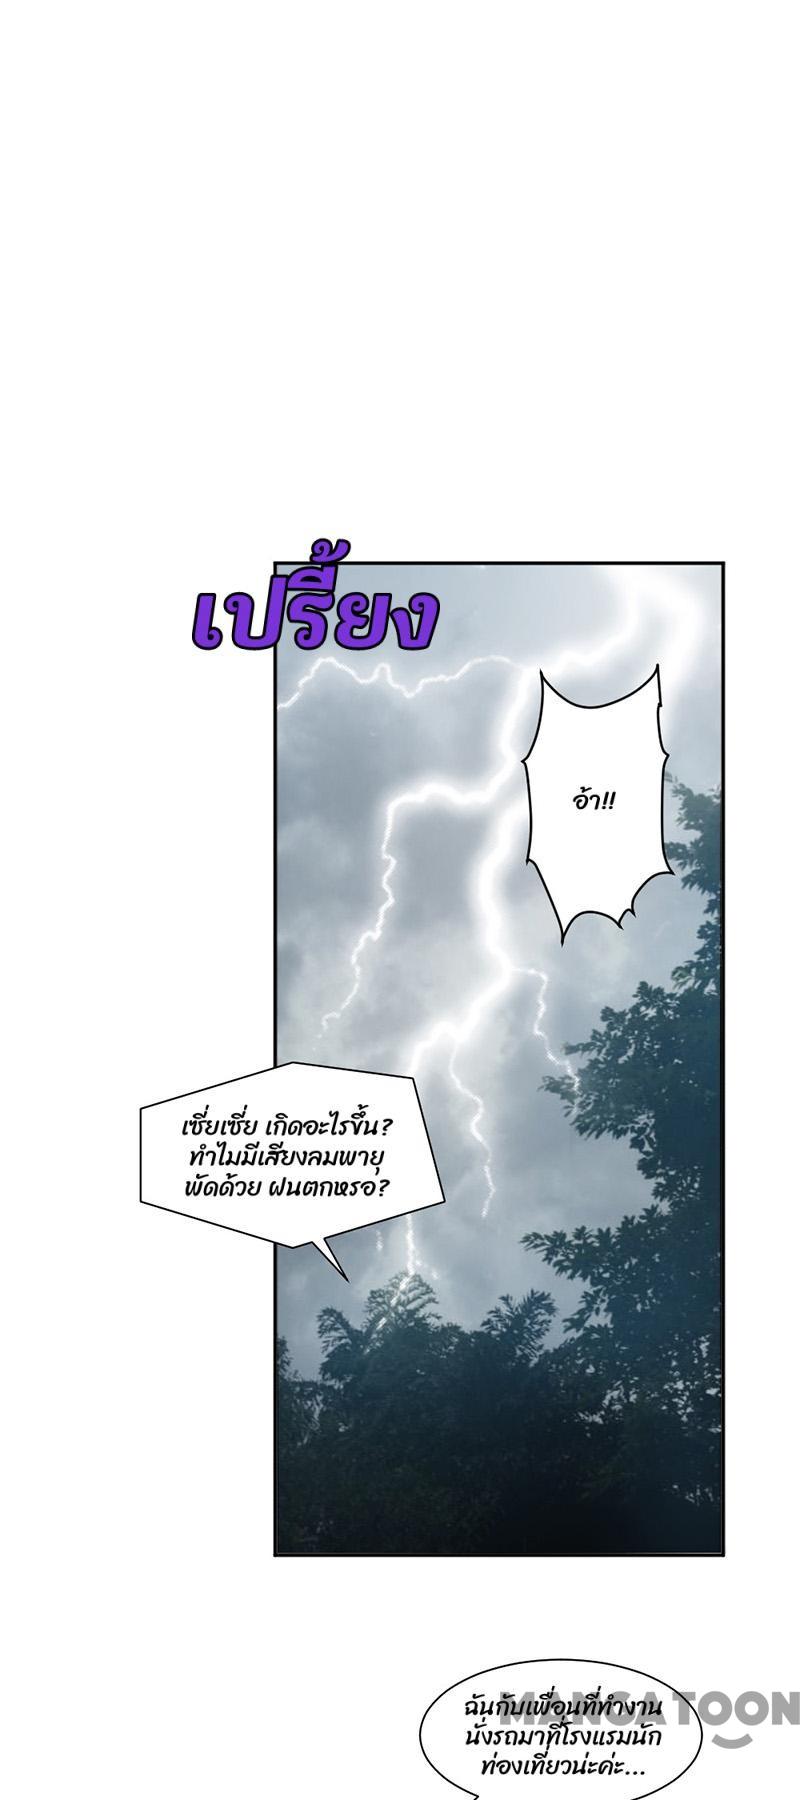 เปรี้ยง
อ๊า!!
เซี่ยเซี่ย เกิดอะไรขึ้น?
ทำไมมีเสียงลมพายุ
พัดด้วย ฝนตกหรอ?
ฉันกับเพื่อนที่ทำงาน
นั่งรถมาที่โรงแรมนัก
ท่องเที่ยวน่ะค่ะ...
MANGATOON